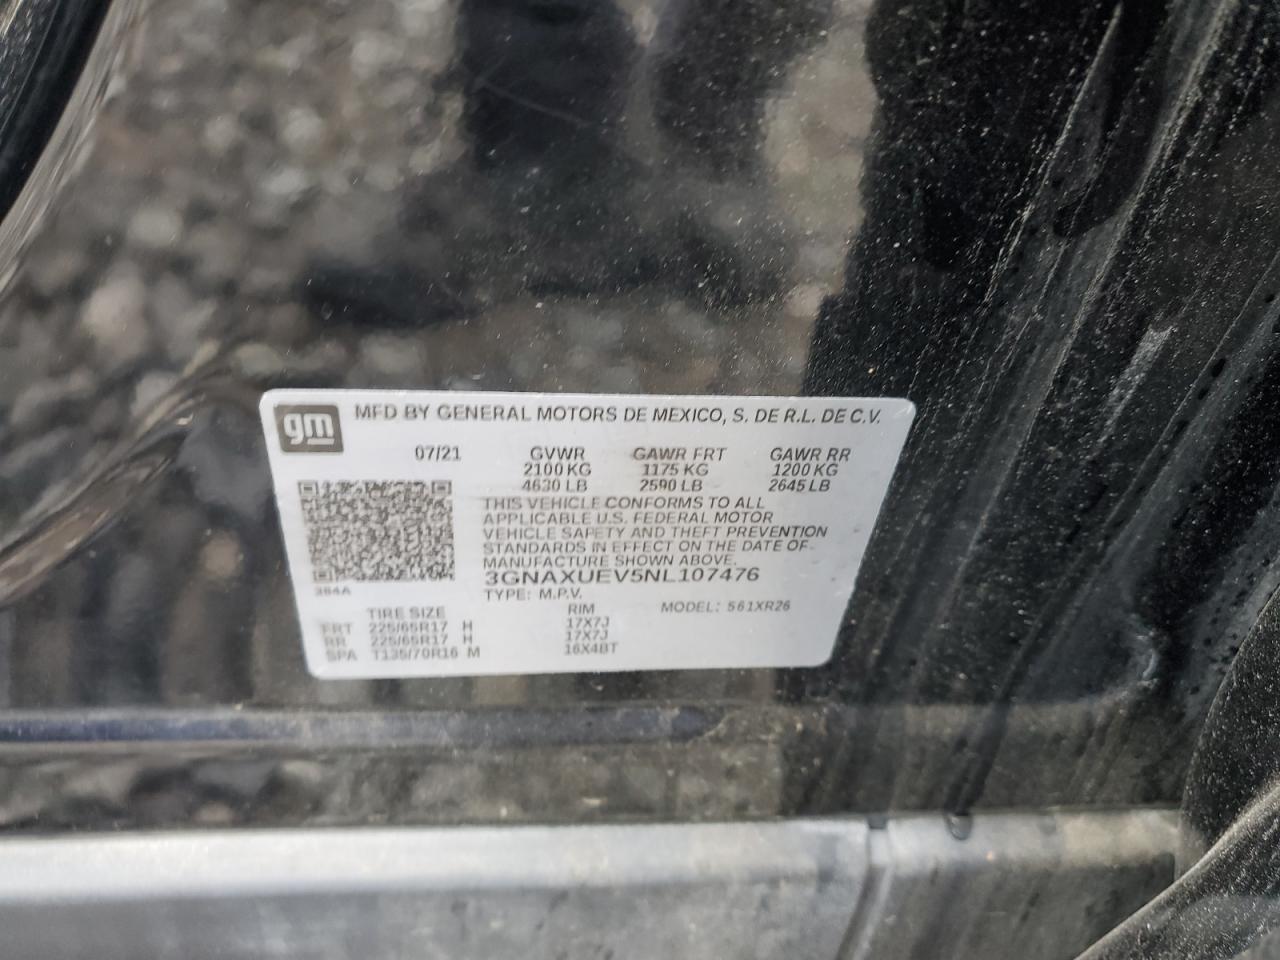 gm
MFD BY GENERAL MOTORS DE MEXICO, S. DE R.L. DE C.V.
07/21 GVWR GAWR FRT GAWR RR
2100 KG 1175 KG 1200 KG
4630 LB 2590 LB 2645 LB
THIS VEHICLE CONFORMS TO ALL
APPLICABLE U.S. FEDERAL MOTOR
VEHICLE SAFETY AND THEFT PREVENTION
STANDARDS IN EFFECT ON THE DATE OF
MANUFACTURE SHOWN ABOVE.
3GNAXUEV5NL107476
TYPE: M.P.V.
384A
TIRE SIZE RIM MODEL: 561XR26
FRT 225/65R17 H 17X7J
RR 225/65R17 H 17X7J
SPA T135/70R16 M 16X4BT